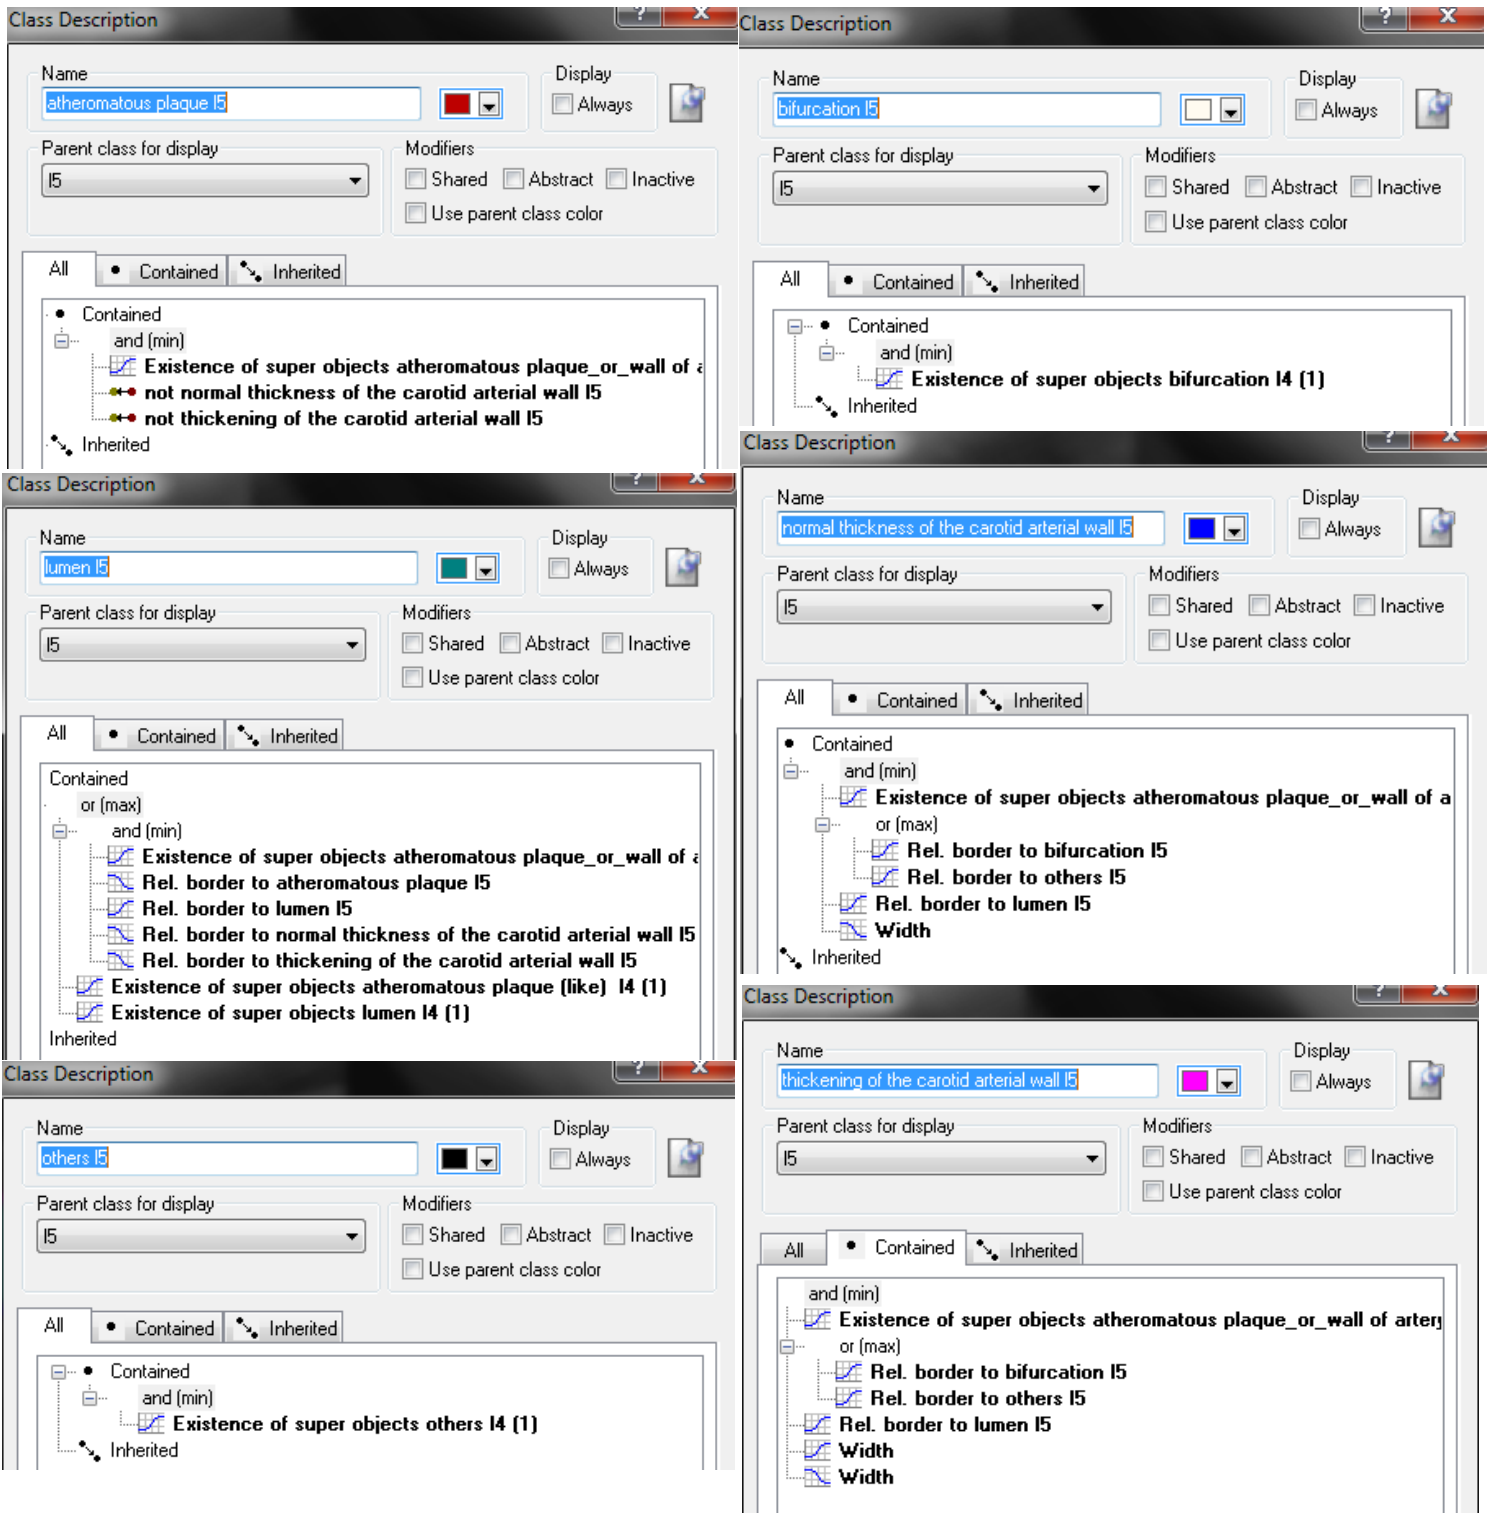 Class Description
Name
Display
atheromatous plaque l5
Always
Parent class for display
Modifiers
l5
Shared Abstract Inactive
Use parent class color
All Contained Inherited
Contained
and (min)
Existence of super objects atheromatous plaque_or_wall of a
not normal thickness of the carotid arterial wall l5
not thickening of the carotid arterial wall l5
Inherited
Class Description
Name
Display
bifurcation l5
Always
Parent class for display
Modifiers
l5
Shared Abstract Inactive
Use parent class color
All Contained Inherited
Contained
and (min)
Existence of super objects bifurcation l4 (1)
Inherited
Class Description
Name
Display
lumen l5
Always
Parent class for display
Modifiers
l5
Shared Abstract Inactive
Use parent class color
All Contained Inherited
Contained
or (max)
and (min)
Existence of super objects atheromatous plaque_or_wall of a
Rel. border to atheromatous plaque l5
Rel. border to lumen l5
Rel. border to normal thickness of the carotid arterial wall l5
Rel. border to thickening of the carotid arterial wall l5
Existence of super objects atheromatous plaque (like) l4 (1)
Existence of super objects lumen l4 (1)
Inherited
Class Description
Name
Display
normal thickness of the carotid arterial wall l5
Always
Parent class for display
Modifiers
l5
Shared Abstract Inactive
Use parent class color
All Contained Inherited
Contained
and (min)
Existence of super objects atheromatous plaque_or_wall of a
or (max)
Rel. border to bifurcation l5
Rel. border to others l5
Rel. border to lumen l5
Width
Inherited
Class Description
Name
Display
others l5
Always
Parent class for display
Modifiers
l5
Shared Abstract Inactive
Use parent class color
All Contained Inherited
Contained
and (min)
Existence of super objects others l4 (1)
Inherited
Class Description
Name
Display
thickening of the carotid arterial wall l5
Always
Parent class for display
Modifiers
l5
Shared Abstract Inactive
Use parent class color
All Contained Inherited
and (min)
Existence of super objects atheromatous plaque_or_wall of artery
or (max)
Rel. border to bifurcation l5
Rel. border to others l5
Rel. border to lumen l5
Width
Width